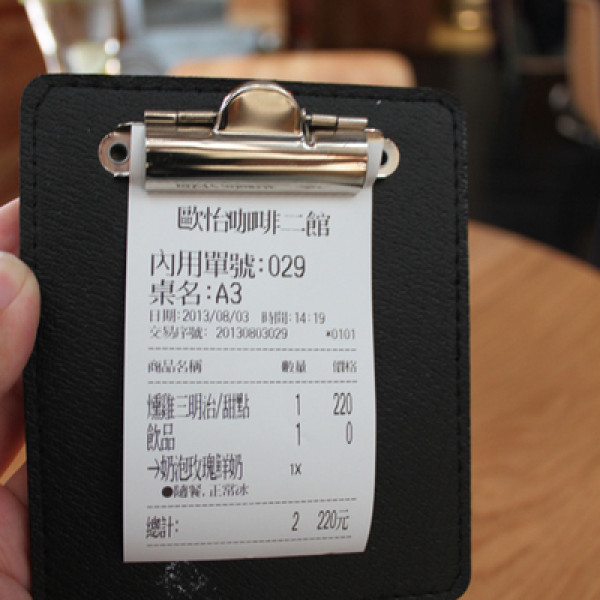 歐怡咖啡二館
內用單號:029
桌名:A3
日期:2013/08/03 時間:14:19
交易序號: 20130803029 *0101
商品名稱 數量 價格
燻雞三明治/甜點 1 220
飲品 1 0
→奶泡玫瑰鮮奶 1X
●隨餐,正常冰
總計: 2 220元